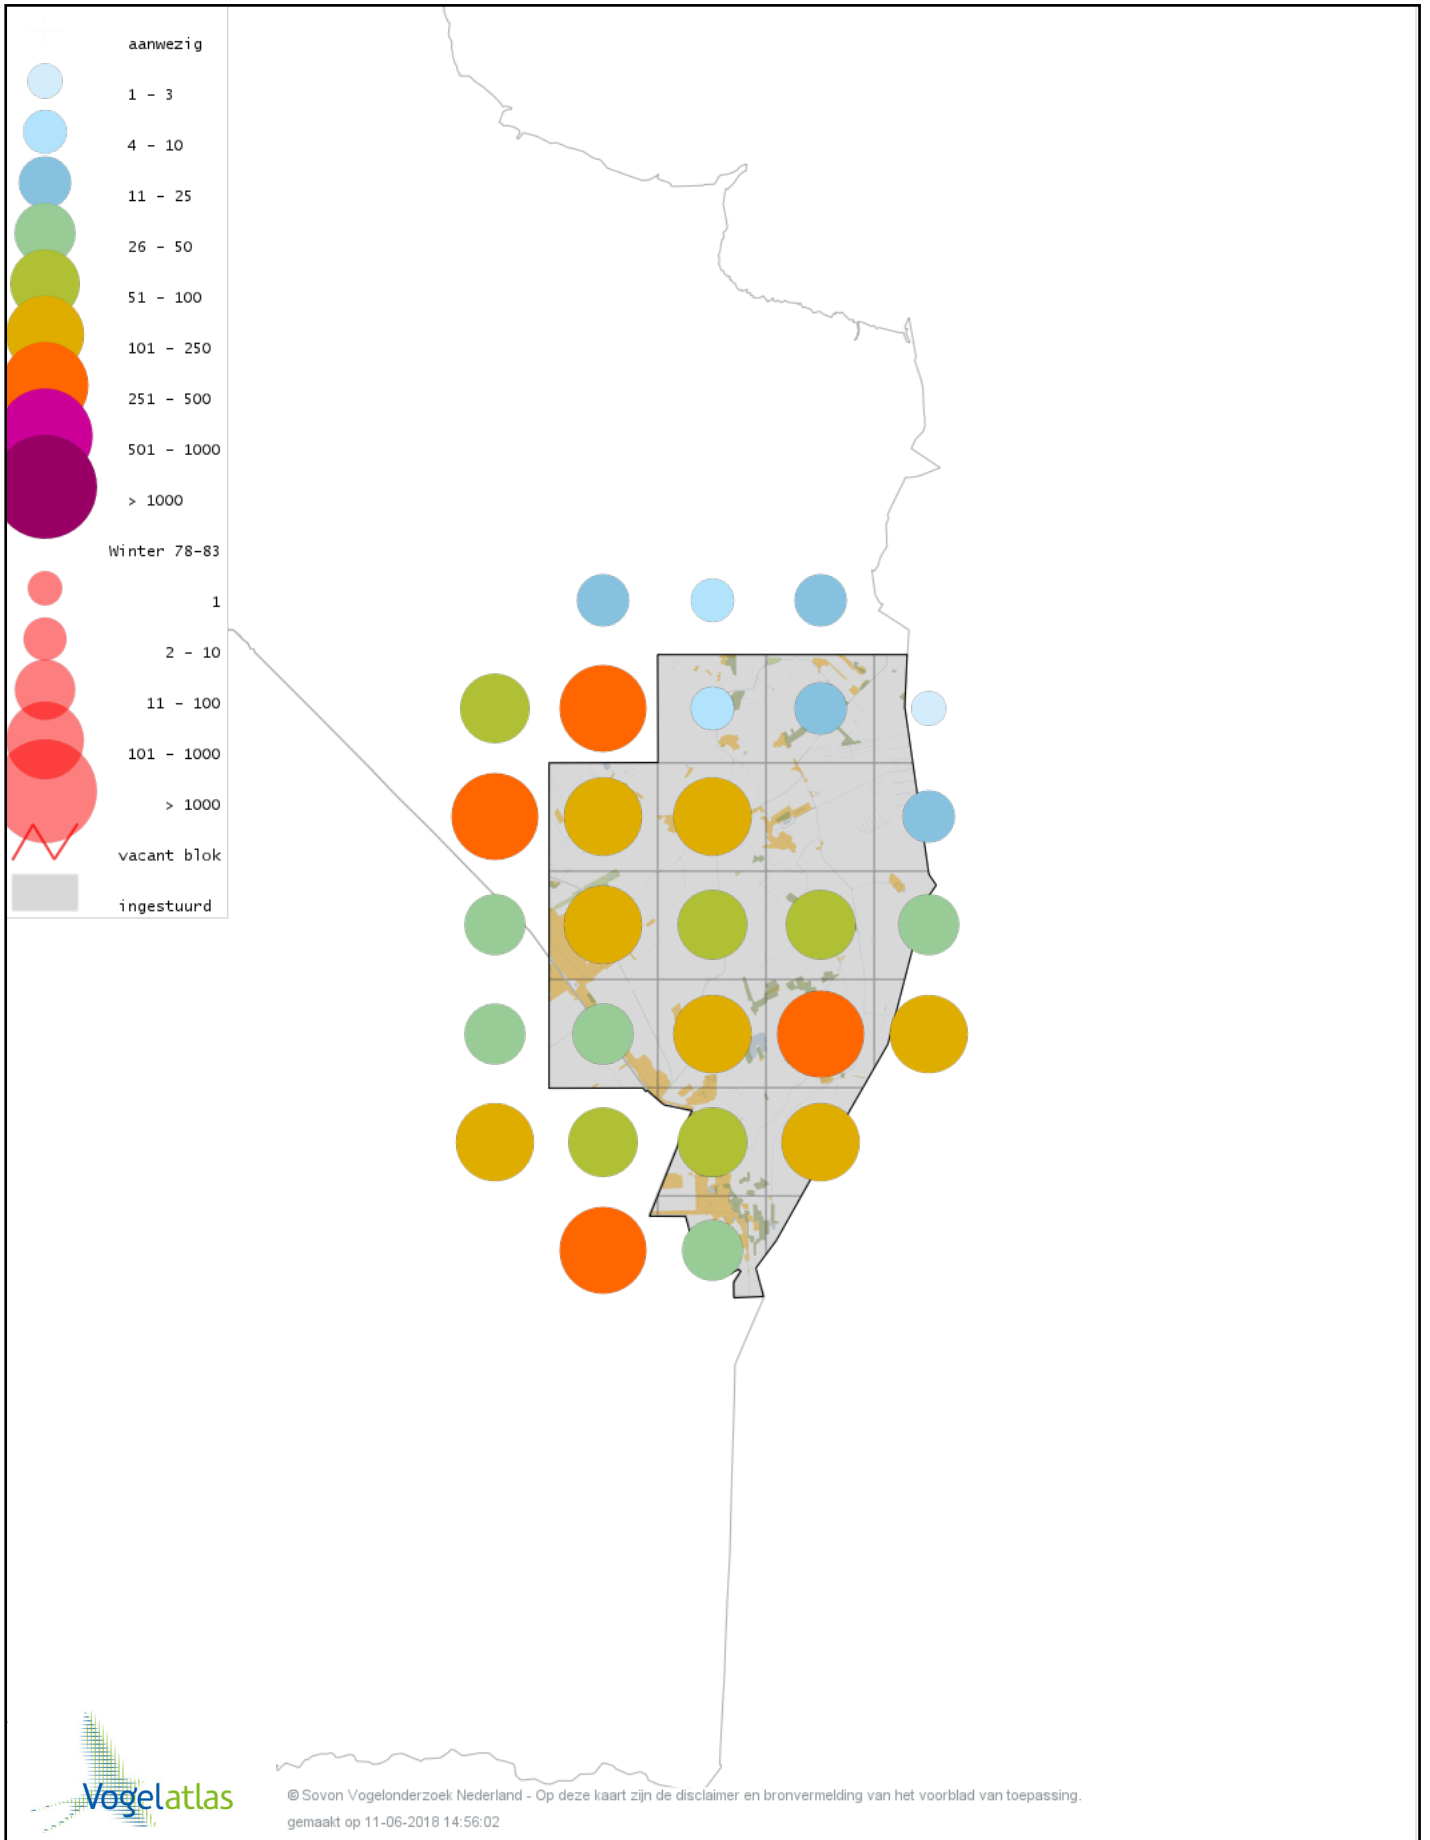 aanwezig
1 - 3
4 - 10
11 - 25
26 - 50
51 - 100
101 - 250
251 - 500
501 - 1000
> 1000
Winter 78-83
1
2 - 10
11 - 100
101 - 1000
> 1000
vacant blok
ingestuurd
Vogelatlas
© Sovon Vogelonderzoek Nederland - Op deze kaart zijn de disclaimer en bronvermelding van het voorblad van toepassing.
gemaakt op 11-06-2018 14:56:02